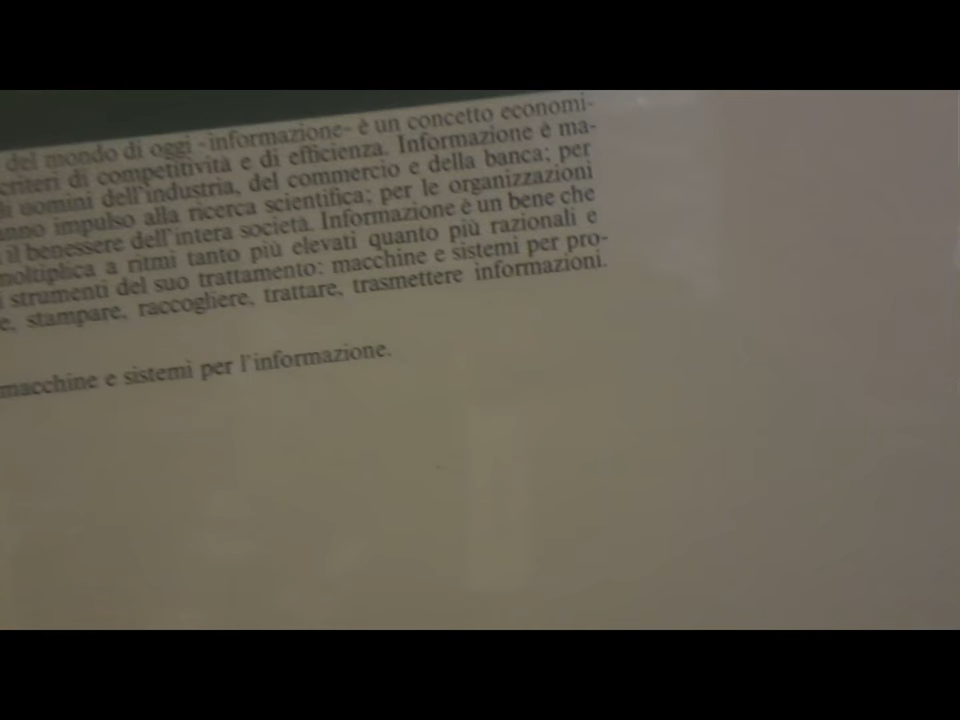 del mondo di oggi «informazione» è un concetto economi-
criteri di competitività e di efficienza. Informazione è ma-
uomini dell'industria, del commercio e della banca; per
anno impulso alla ricerca scientifica; per le organizzazioni
il benessere dell'intera società. Informazione è un bene che
moltiplica a ritmi tanto più elevati quanto più razionali e
i strumenti del suo trattamento: macchine e sistemi per pro-
e, stampare, raccogliere, trattare, trasmettere informazioni.
macchine e sistemi per l'informazione.